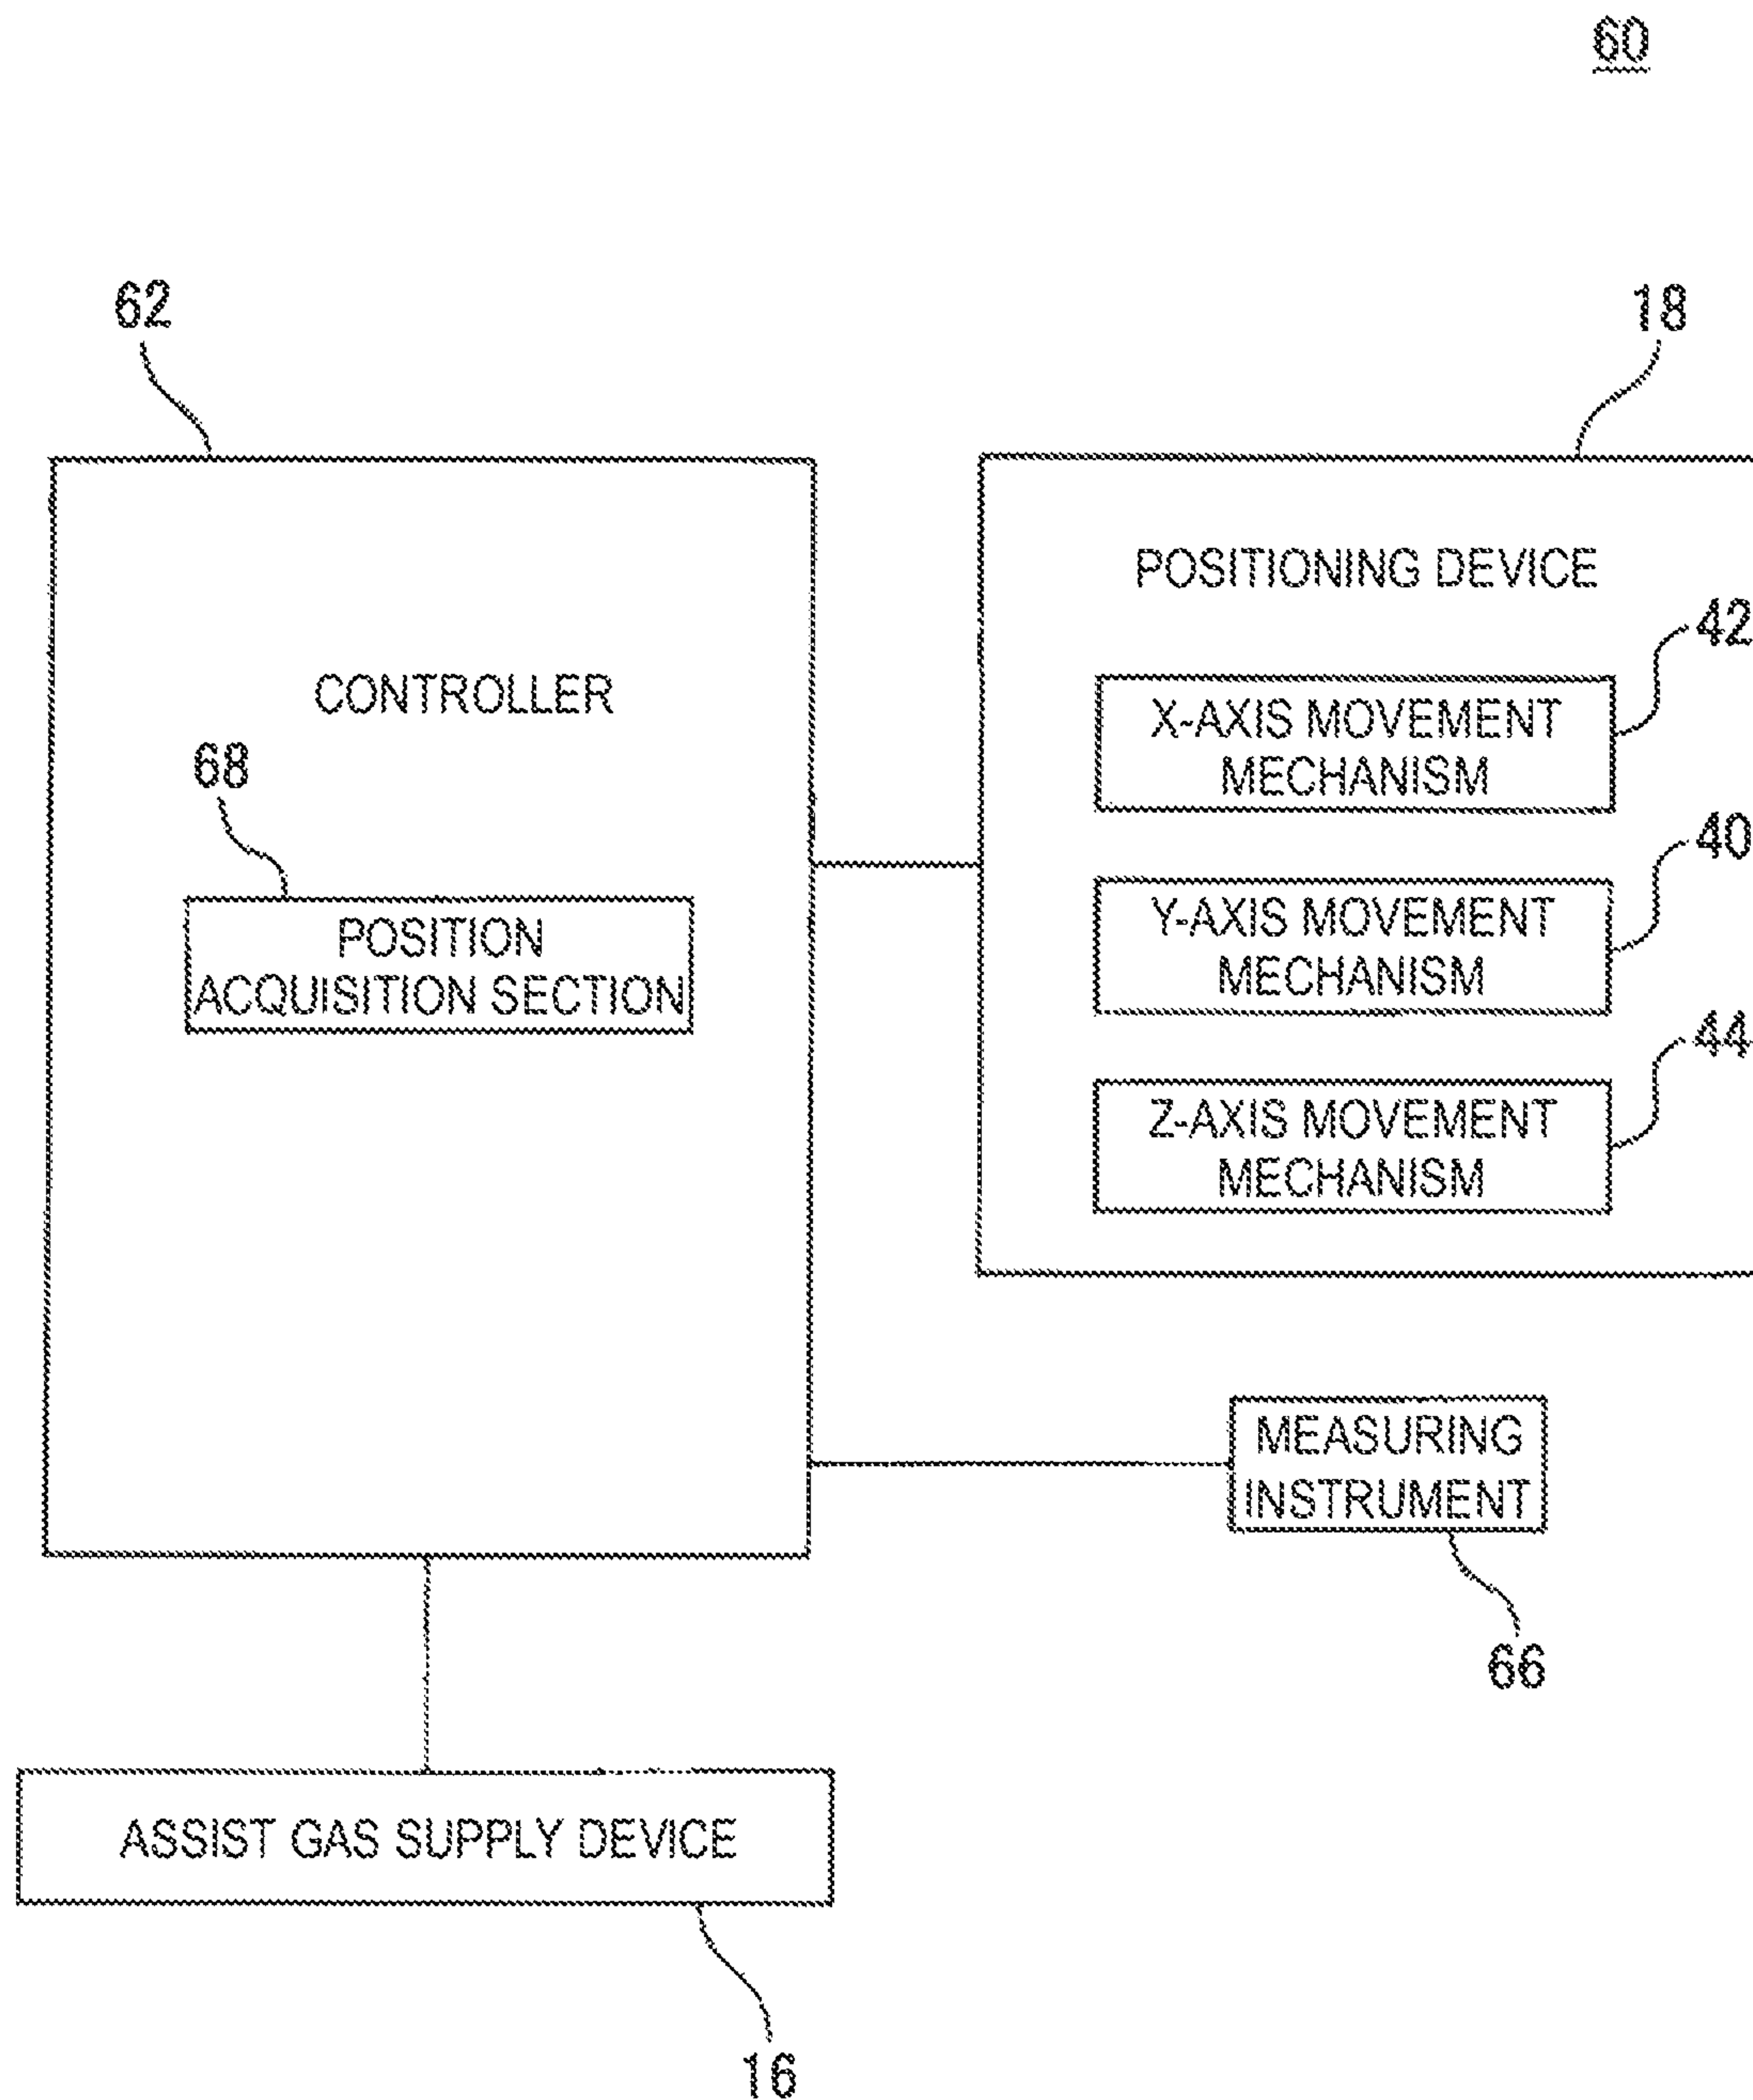 60
62
18
POSITIONING DEVICE
42
CONTROLLER
X-AXIS MOVEMENT
MECHANISM
68
40
POSITION
ACQUISITION SECTION
Y-AXIS MOVEMENT
MECHANISM
44
Z-AXIS MOVEMENT
MECHANISM
MEASURING
INSTRUMENT
66
ASSIST GAS SUPPLY DEVICE
16